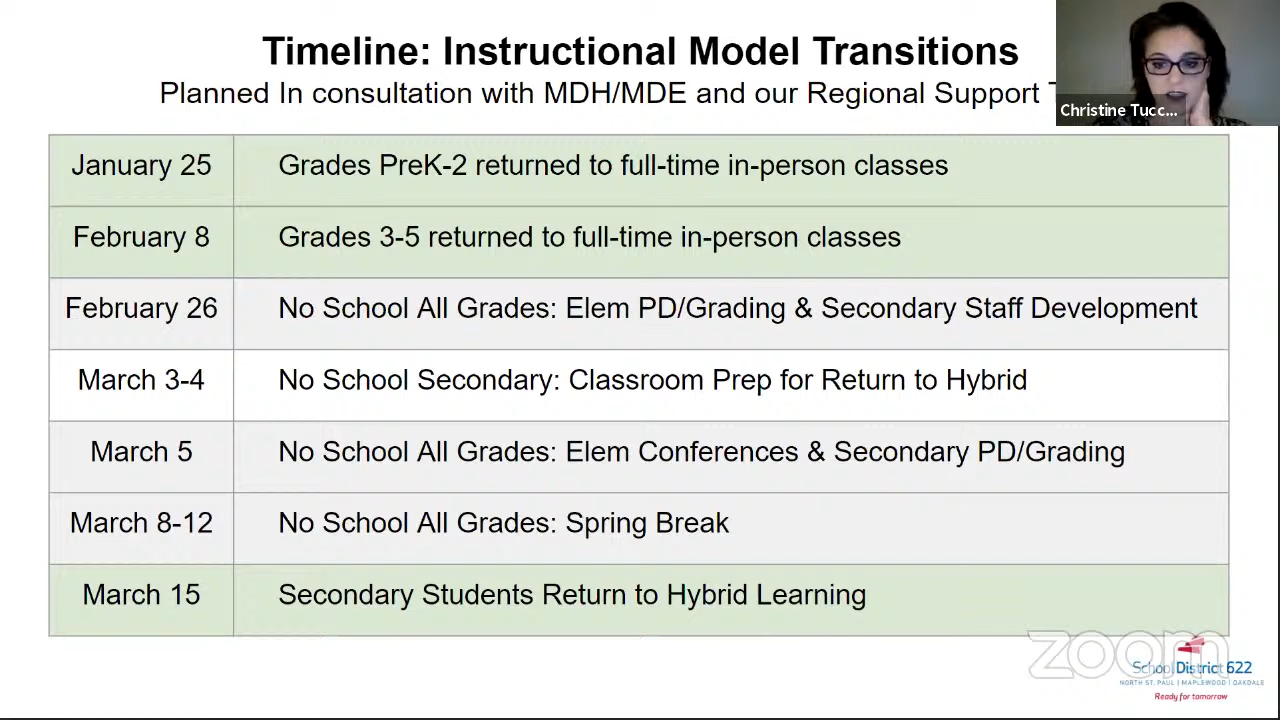 Timeline: Instructional Model Transitions
Planned In consultation with MDH/MDE and our Regional Support
Christine Tucc...
January 25 Grades PreK-2 returned to full-time in-person classes
February 8 Grades 3-5 returned to full-time in-person classes
February 26 No School All Grades: Elem PD/Grading & Secondary Staff Development
March 3-4 No School Secondary: Classroom Prep for Return to Hybrid
March 5 No School All Grades: Elem Conferences & Secondary PD/Grading
March 8-12 No School All Grades: Spring Break
March 15 Secondary Students Return to Hybrid Learning
zoom
School District 622
NORTH ST. PAUL | MAPLEWOOD | OAKDALE
Ready for tomorrow